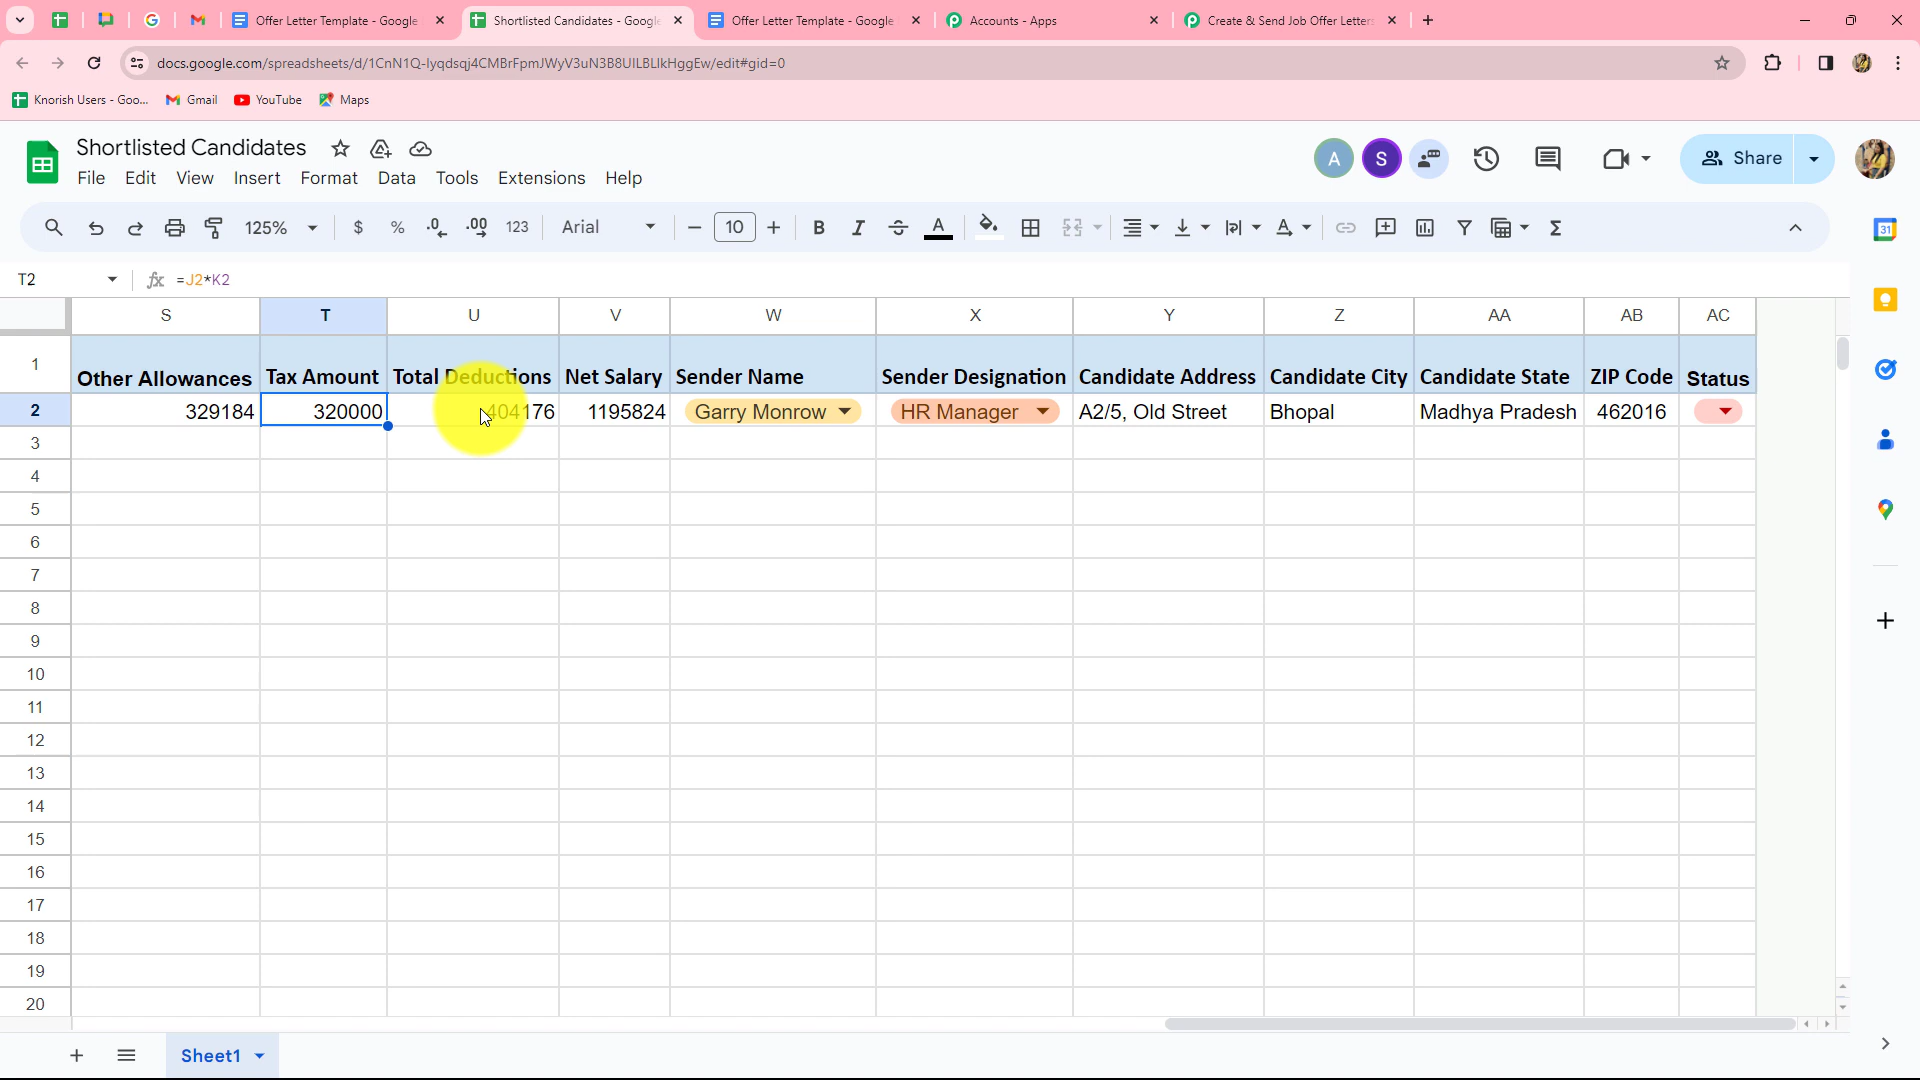 Offer Letter Template - Google
Shortlisted Candidates - Google
Offer Letter Template - Google
Accounts - Apps
Create & Send Job Offer Letters
docs.google.com/spreadsheets/d/1CnN1Q-lyqdsqj4CMBrFpmJWyV3uN3B8UILBLlkHggEw/edit#gid=0
Knorish Users - Goo...
Gmail
YouTube
Maps
Shortlisted Candidates
A
S
Share
File Edit View Insert Format Data Tools Extensions Help
125%
$ % .0 .00 123
Arial
10
B I A
31
T2
fx =J2*K2
S T U V W X Y Z AA AB AC
1 Other Allowances Tax Amount Total Deductions Net Salary Sender Name Sender Designation Candidate Address Candidate City Candidate State ZIP Code Status
2 329184 320000 404176 1195824 Garry Monrow HR Manager A2/5, Old Street Bhopal Madhya Pradesh 462016
3
4
5
6
7
8
9
10
11
12
13
14
15
16
17
18
19
20
Sheet1